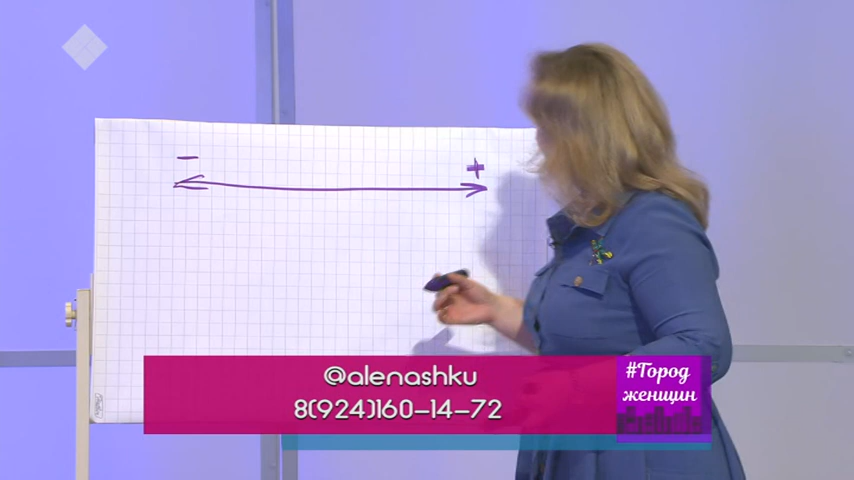 − +
@alenashku
8(924)160-14-72
#Город
женщин